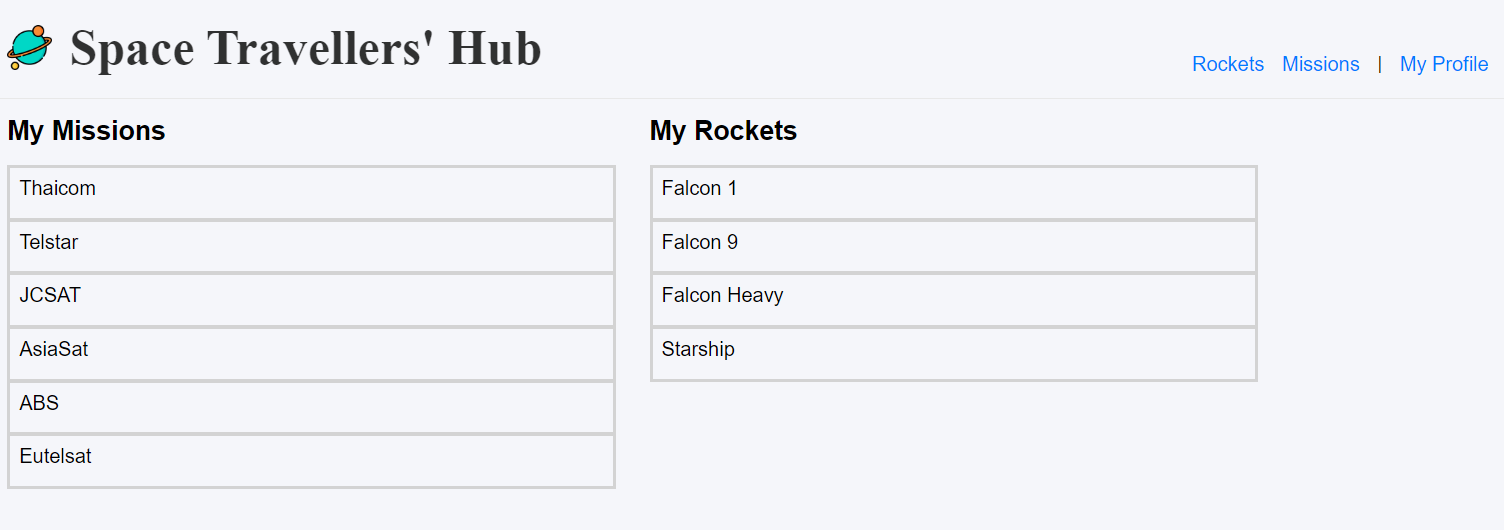 Space Travellers' Hub
Rockets Missions | My Profile
My Missions
Thaicom
Telstar
JCSAT
AsiaSat
ABS
Eutelsat
My Rockets
Falcon 1
Falcon 9
Falcon Heavy
Starship